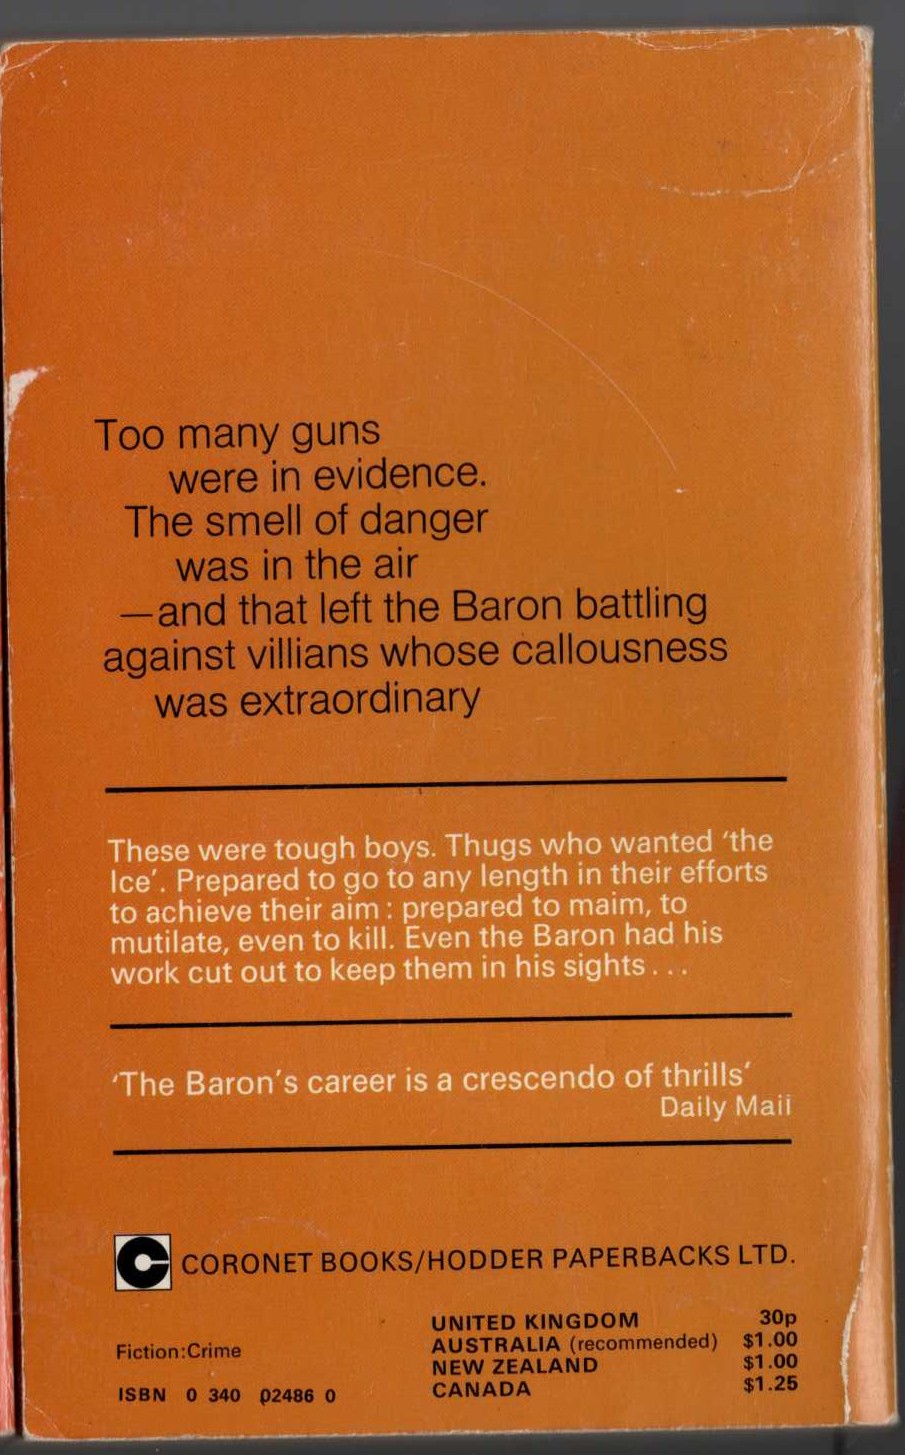 Too many guns
were in evidence.
The smell of danger
was in the air
—and that left the Baron battling
against villians whose callousness
was extraordinary
These were tough boys. Thugs who wanted 'the
Ice'. Prepared to go to any length in their efforts
to achieve their aim : prepared to maim, to
mutilate, even to kill. Even the Baron had his
work cut out to keep them in his sights . . .
'The Baron's career is a crescendo of thrills'
Daily Mail
CORONET BOOKS/HODDER PAPERBACKS LTD.
UNITED KINGDOM 30p
AUSTRALIA (recommended) $1.00
NEW ZEALAND $1.00
CANADA $1.25
Fiction:Crime
ISBN 0 340 02486 0